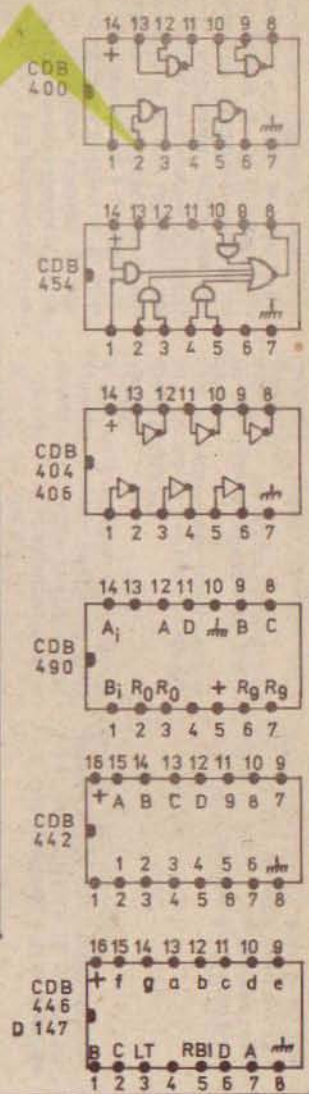 14 13 12 11 10 9 8
+
CDB
400
1 2 3 4 5 6 7
14 13 12 11 10 9 8
+
CDB
454
1 2 3 4 5 6 7
14 13 12 11 10 9 8
+
CDB
404
406
1 2 3 4 5 6 7
14 13 12 11 10 9 8
Ai A D B C
CDB
490
Bi R0 R0 + R9 R9
1 2 3 4 5 6 7
16 15 14 13 12 11 10 9
+ A B C D 9 8 7
CDB
442
1 2 3 4 5 6
1 2 3 4 5 6 7 8
16 15 14 13 12 11 10 9
+ f g a b c d e
CDB
446
D 147
B C LT RBI D A
1 2 3 4 5 6 7 8